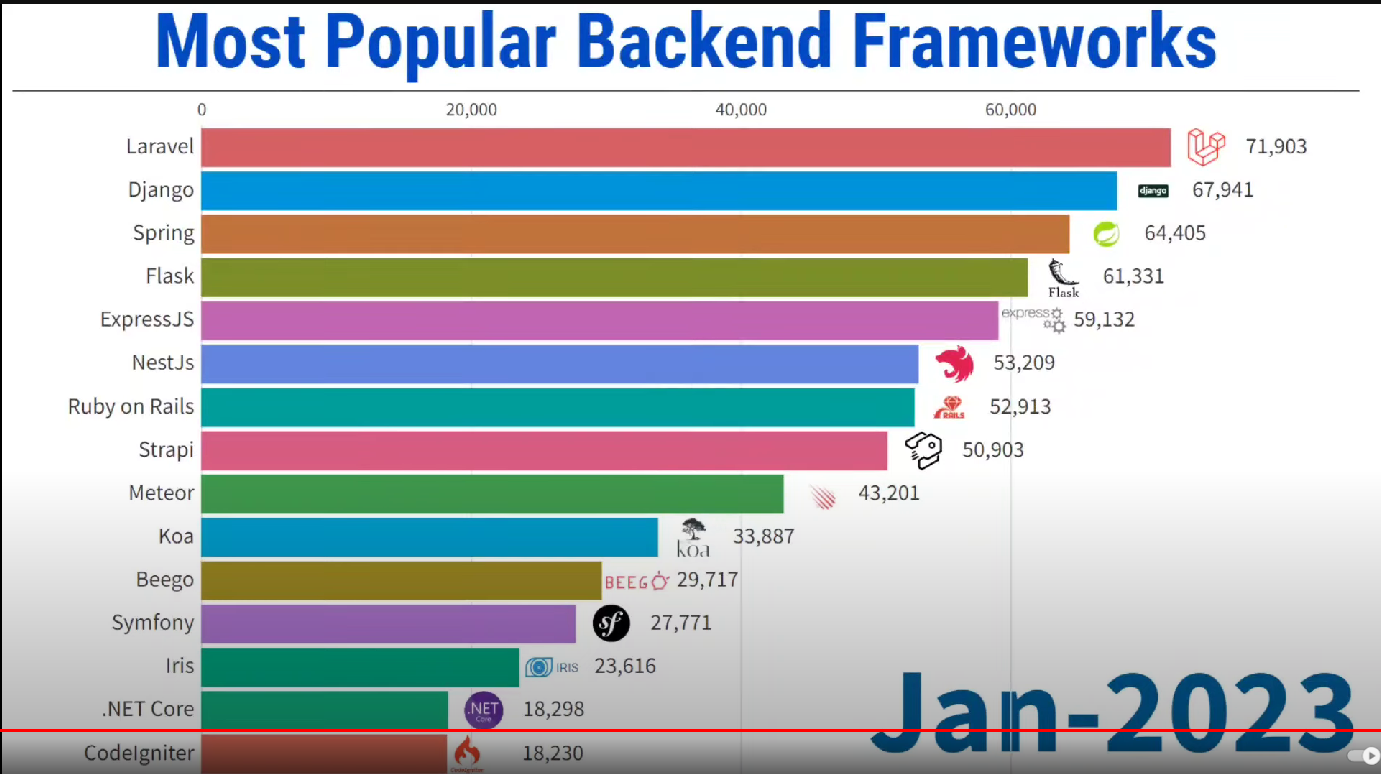 Most Popular Backend Frameworks
0 20,000 40,000 60,000
Laravel 71,903
Django django 67,941
Spring 64,405
Flask Flask 61,331
ExpressJS express 59,132
NestJs 53,209
Ruby on Rails RAILS 52,913
Strapi 50,903
Meteor 43,201
Koa koa 33,887
Beego BEEGO 29,717
Symfony sf 27,771
Iris IRIS 23,616
.NET Core .NET Core 18,298
CodeIgniter CodeIgniter 18,230
Jan-2023